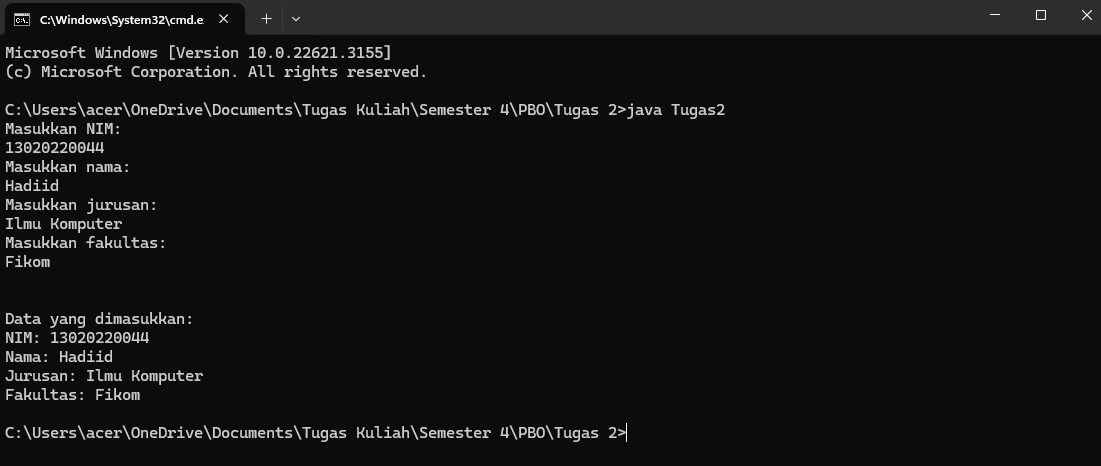 C:\Windows\System32\cmd.e:
Microsoft Windows [Version 10.0.22621.3155]
(c) Microsoft Corporation. All rights reserved.
C:\Users\acer\OneDrive\Documents\Tugas Kuliah\Semester 4\PBO\Tugas 2>java Tugas2
Masukkan NIM:
13020220044
Masukkan nama:
Hadiid
Masukkan jurusan:
Ilmu Komputer
Masukkan fakultas:
Fikom
Data yang dimasukkan:
NIM: 13020220044
Nama: Hadiid
Jurusan: Ilmu Komputer
Fakultas: Fikom
C:\Users\acer\OneDrive\Documents\Tugas Kuliah\Semester 4\PBO\Tugas 2>